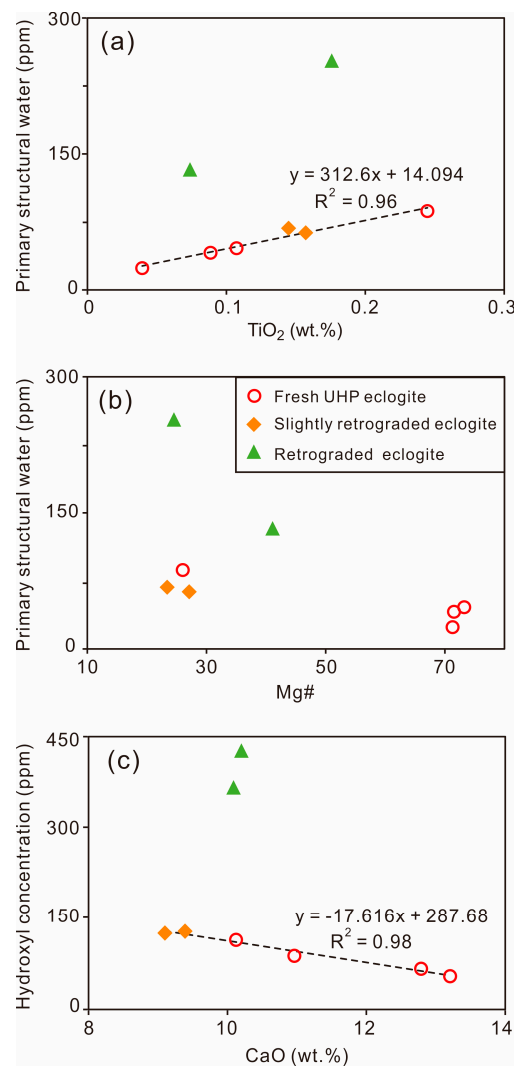 (a)
Primary structural water (ppm)
300
150
0
y = 312.6x + 14.094
R² = 0.96
0 0.1 0.2 0.3
TiO₂ (wt.%)
(b)
Primary structural water (ppm)
300
150
0
Fresh UHP eclogite
Slightly retrograded eclogite
Retrograded eclogite
10 30 50 70
Mg#
(c)
Hydroxyl concentration (ppm)
450
300
150
0
y = -17.616x + 287.68
R² = 0.98
8 10 12 14
CaO (wt.%)